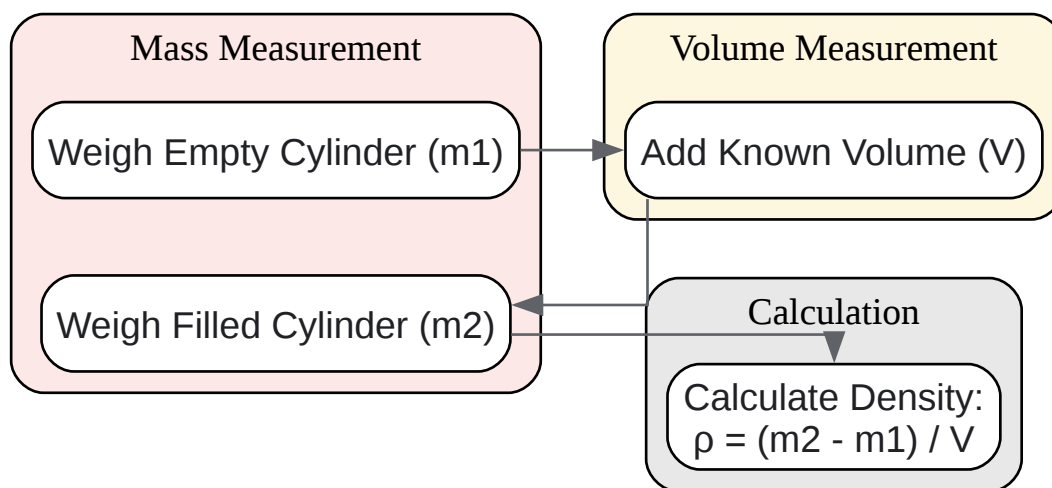 Mass Measurement
Volume Measurement
Weigh Empty Cylinder (m1)
Add Known Volume (V)
Weigh Filled Cylinder (m2)
Calculation
Calculate Density:
ρ = (m2 - m1) / V